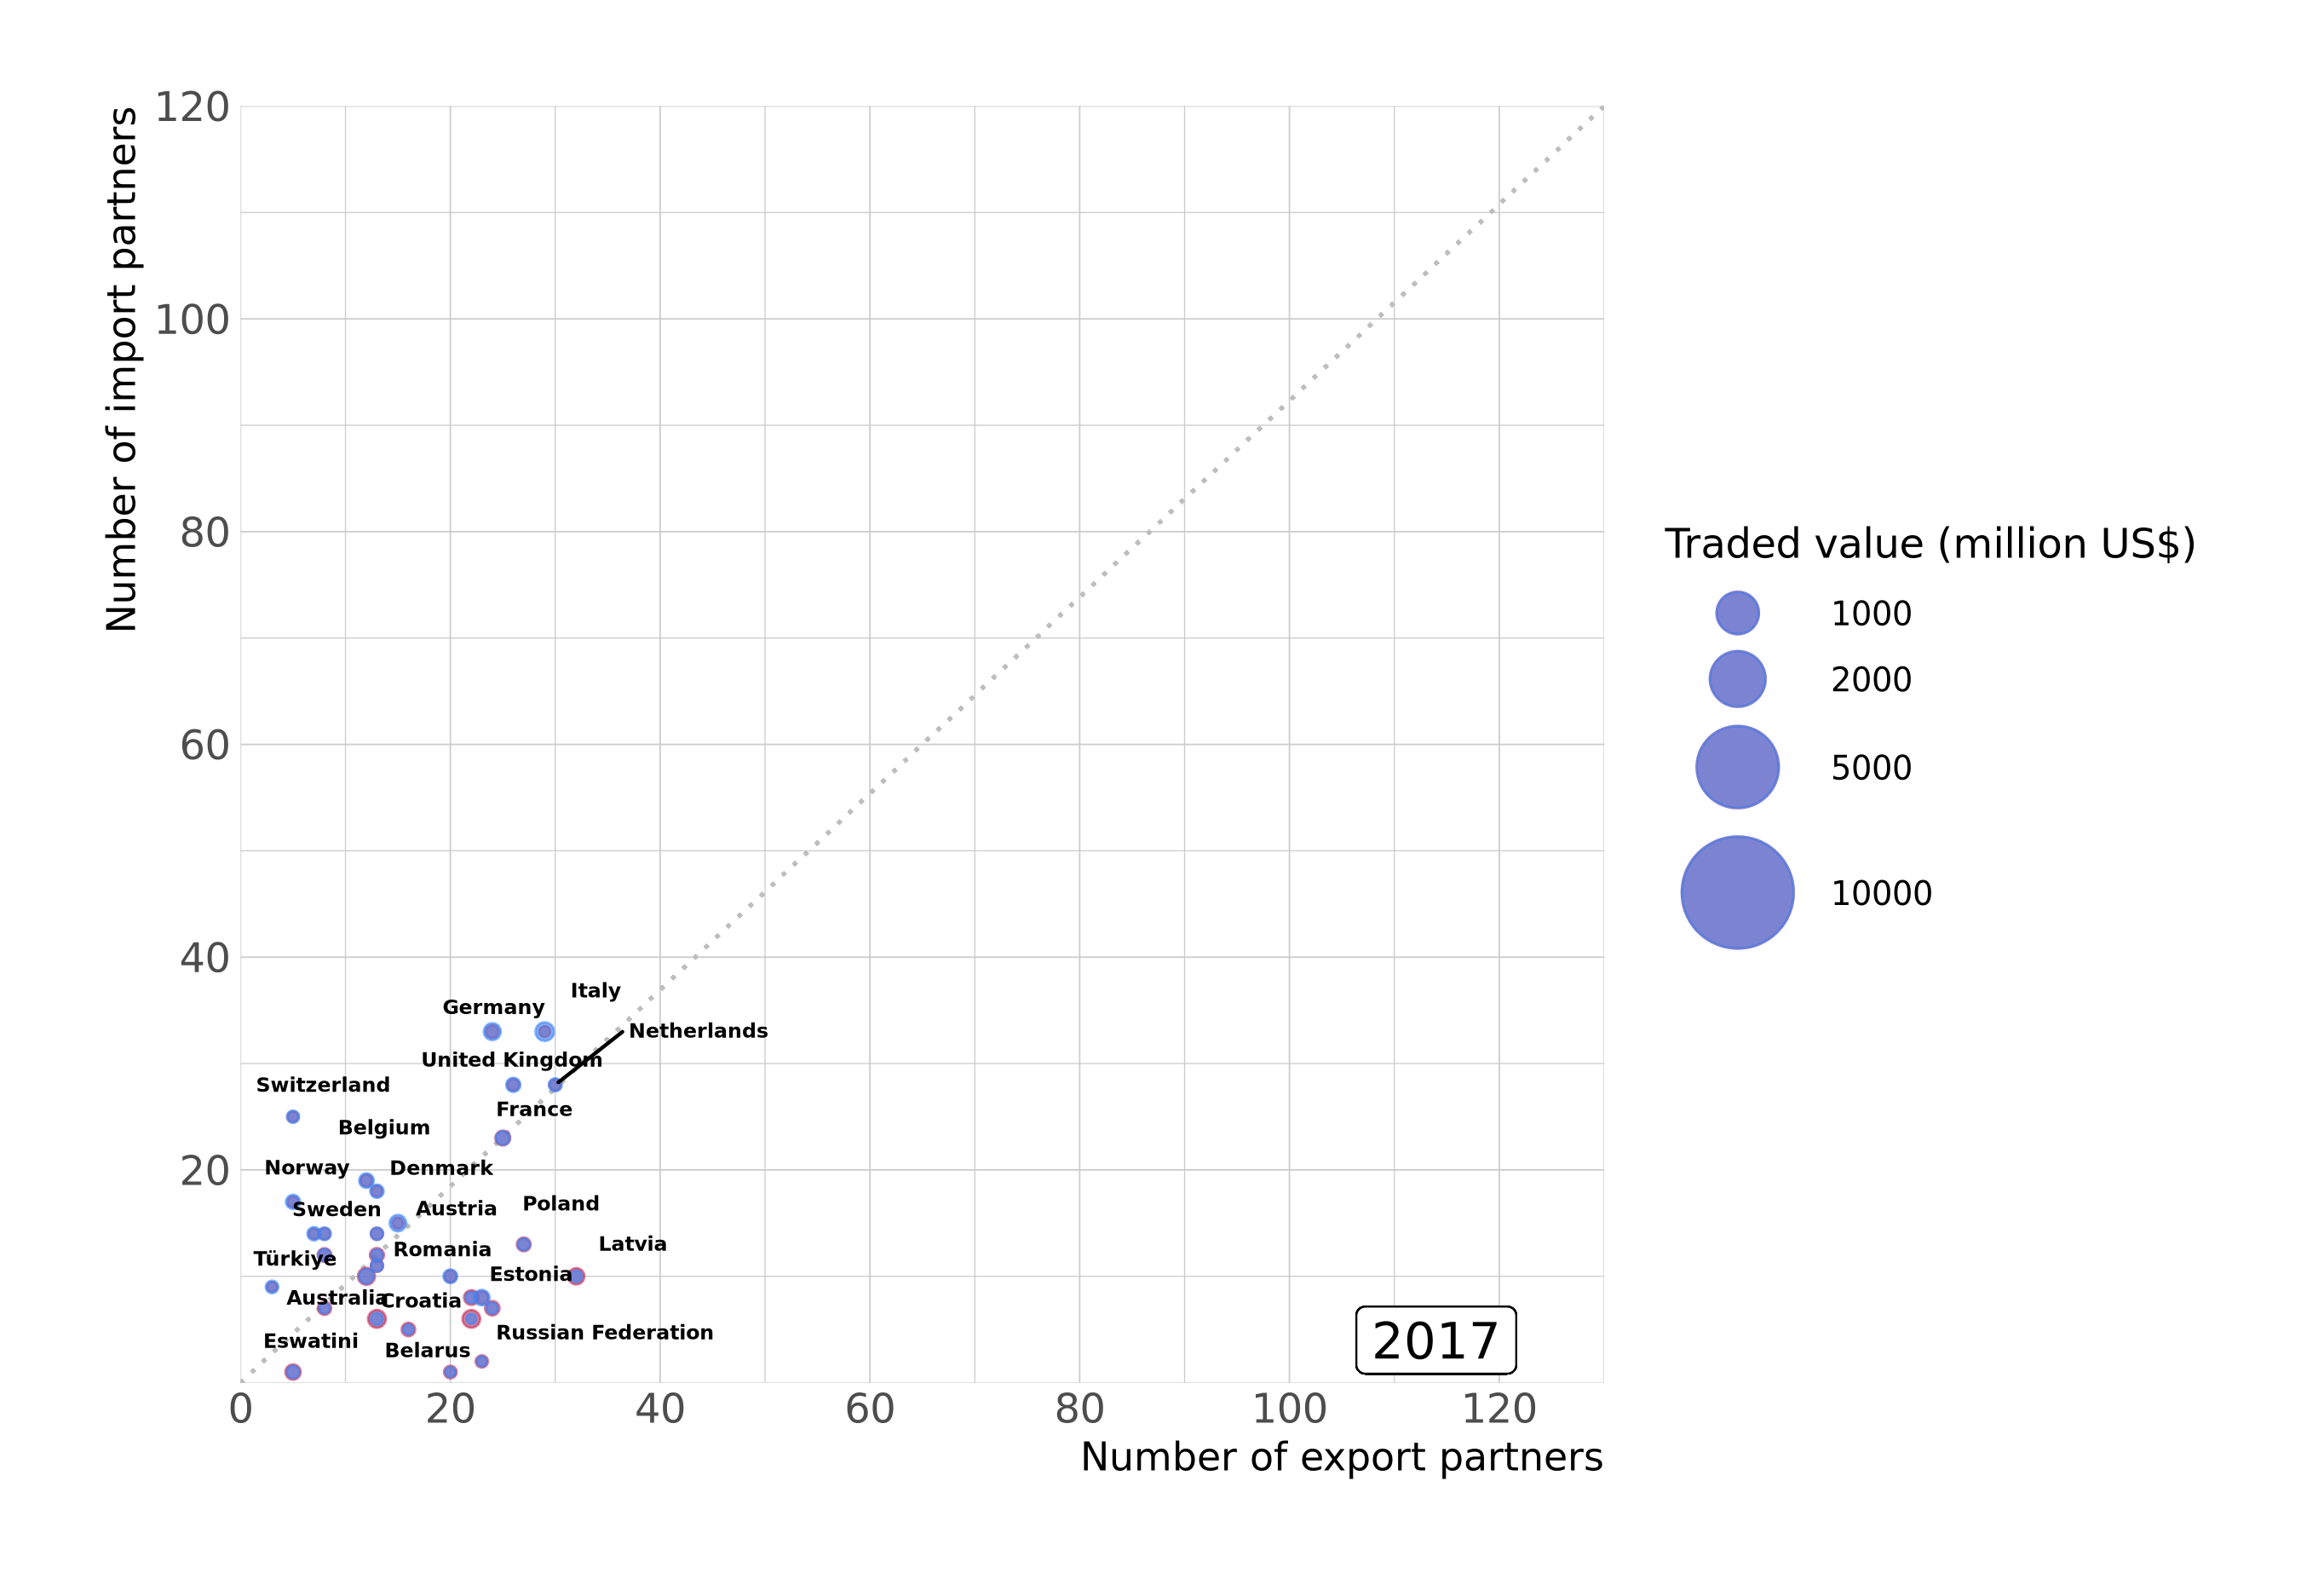 Number of import partners
120
100
80
60
40
20
Italy
Germany
Netherlands
United Kingdom
Switzerland
France
Belgium
Norway
Denmark
Poland
Sweden
Austria
Latvia
Romania
Türkiye
Estonia
Australia
Croatia
Russian Federation
Eswatini
Belarus
2017
0
20
40
60
80
100
120
Number of export partners
Traded value (million US$)
1000
2000
5000
10000